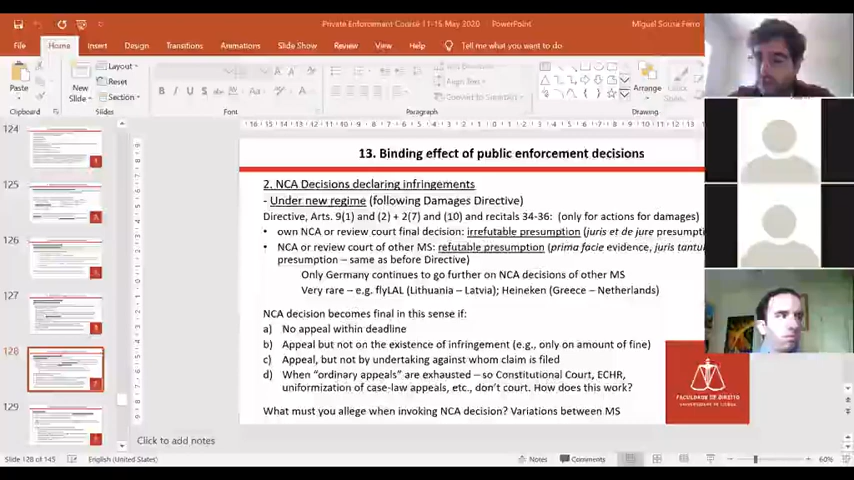 Private Enforcement Course 11-15 May 2020 - PowerPoint
Miguel Sousa Ferro
File Home Insert Design Transitions Animations Slide Show Review View Help Tell me what you want to do
Paste
New
Slide
Layout
Reset
Section
Arrange
Clipboard
Slides
Font
Paragraph
Drawing
Align Text
Convert to SmartArt
124
125
126
127
128
129
13. Binding effect of public enforcement decisions
2. NCA Decisions declaring infringements
- Under new regime (following Damages Directive)
Directive, Arts. 9(1) and (2) + 2(7) and (10) and recitals 34-36: (only for actions for damages)
• own NCA or review court final decision: irrefutable presumption (juris et de jure presumpti
• NCA or review court of other MS: refutable presumption (prima facie evidence, juris tantu
presumption – same as before Directive)
Only Germany continues to go further on NCA decisions of other MS
Very rare – e.g. flyLAL (Lithuania – Latvia); Heineken (Greece – Netherlands)
NCA decision becomes final in this sense if:
a) No appeal within deadline
b) Appeal but not on the existence of infringement (e.g., only on amount of fine)
c) Appeal, but not by undertaking against whom claim is filed
d) When "ordinary appeals" are exhausted – so Constitutional Court, ECHR,
uniformization of case-law appeals, etc., don't court. How does this work?
What must you allege when invoking NCA decision? Variations between MS
FACULDADE DE DIREITO
UNIVERSIDADE DE LISBOA
Click to add notes
Slide 128 of 145 English (United States) Notes Comments 60%